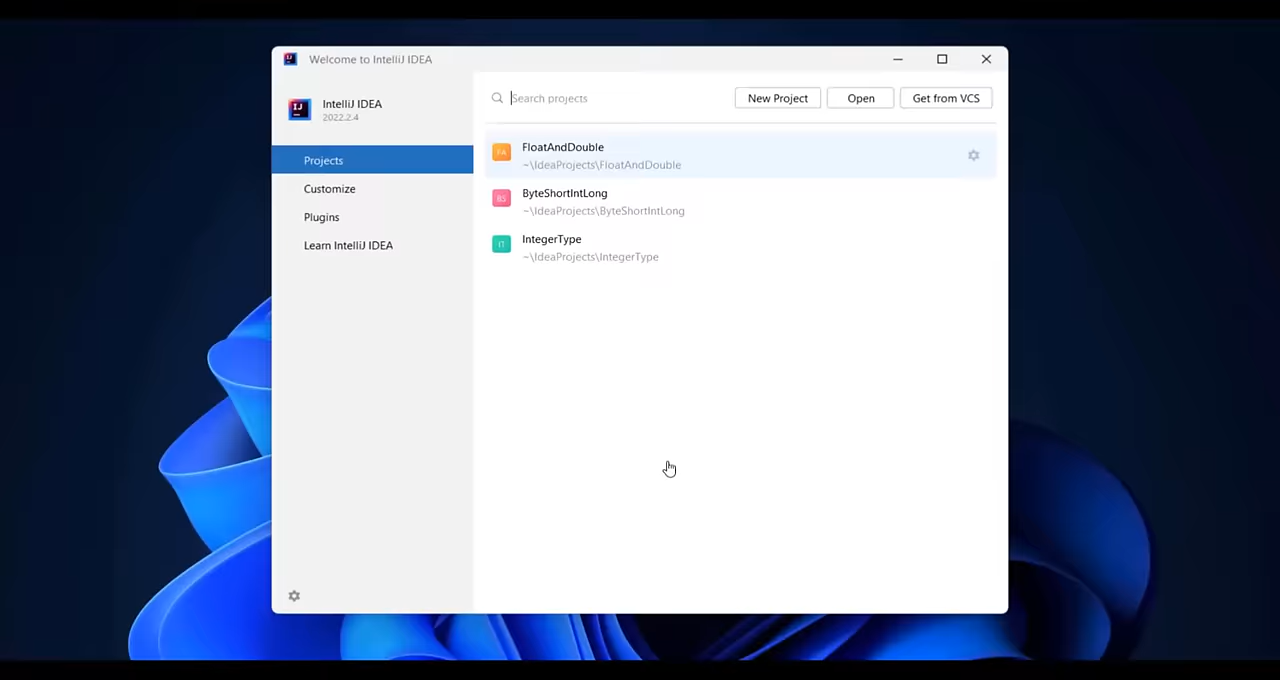 Welcome to IntelliJ IDEA
IntelliJ IDEA
2022.2.4
Projects
Customize
Plugins
Learn IntelliJ IDEA
Search projects
New Project
Open
Get from VCS
FA
FloatAndDouble
~\IdeaProjects\FloatAndDouble
BS
ByteShortIntLong
~\IdeaProjects\ByteShortIntLong
IT
IntegerType
~\IdeaProjects\IntegerType